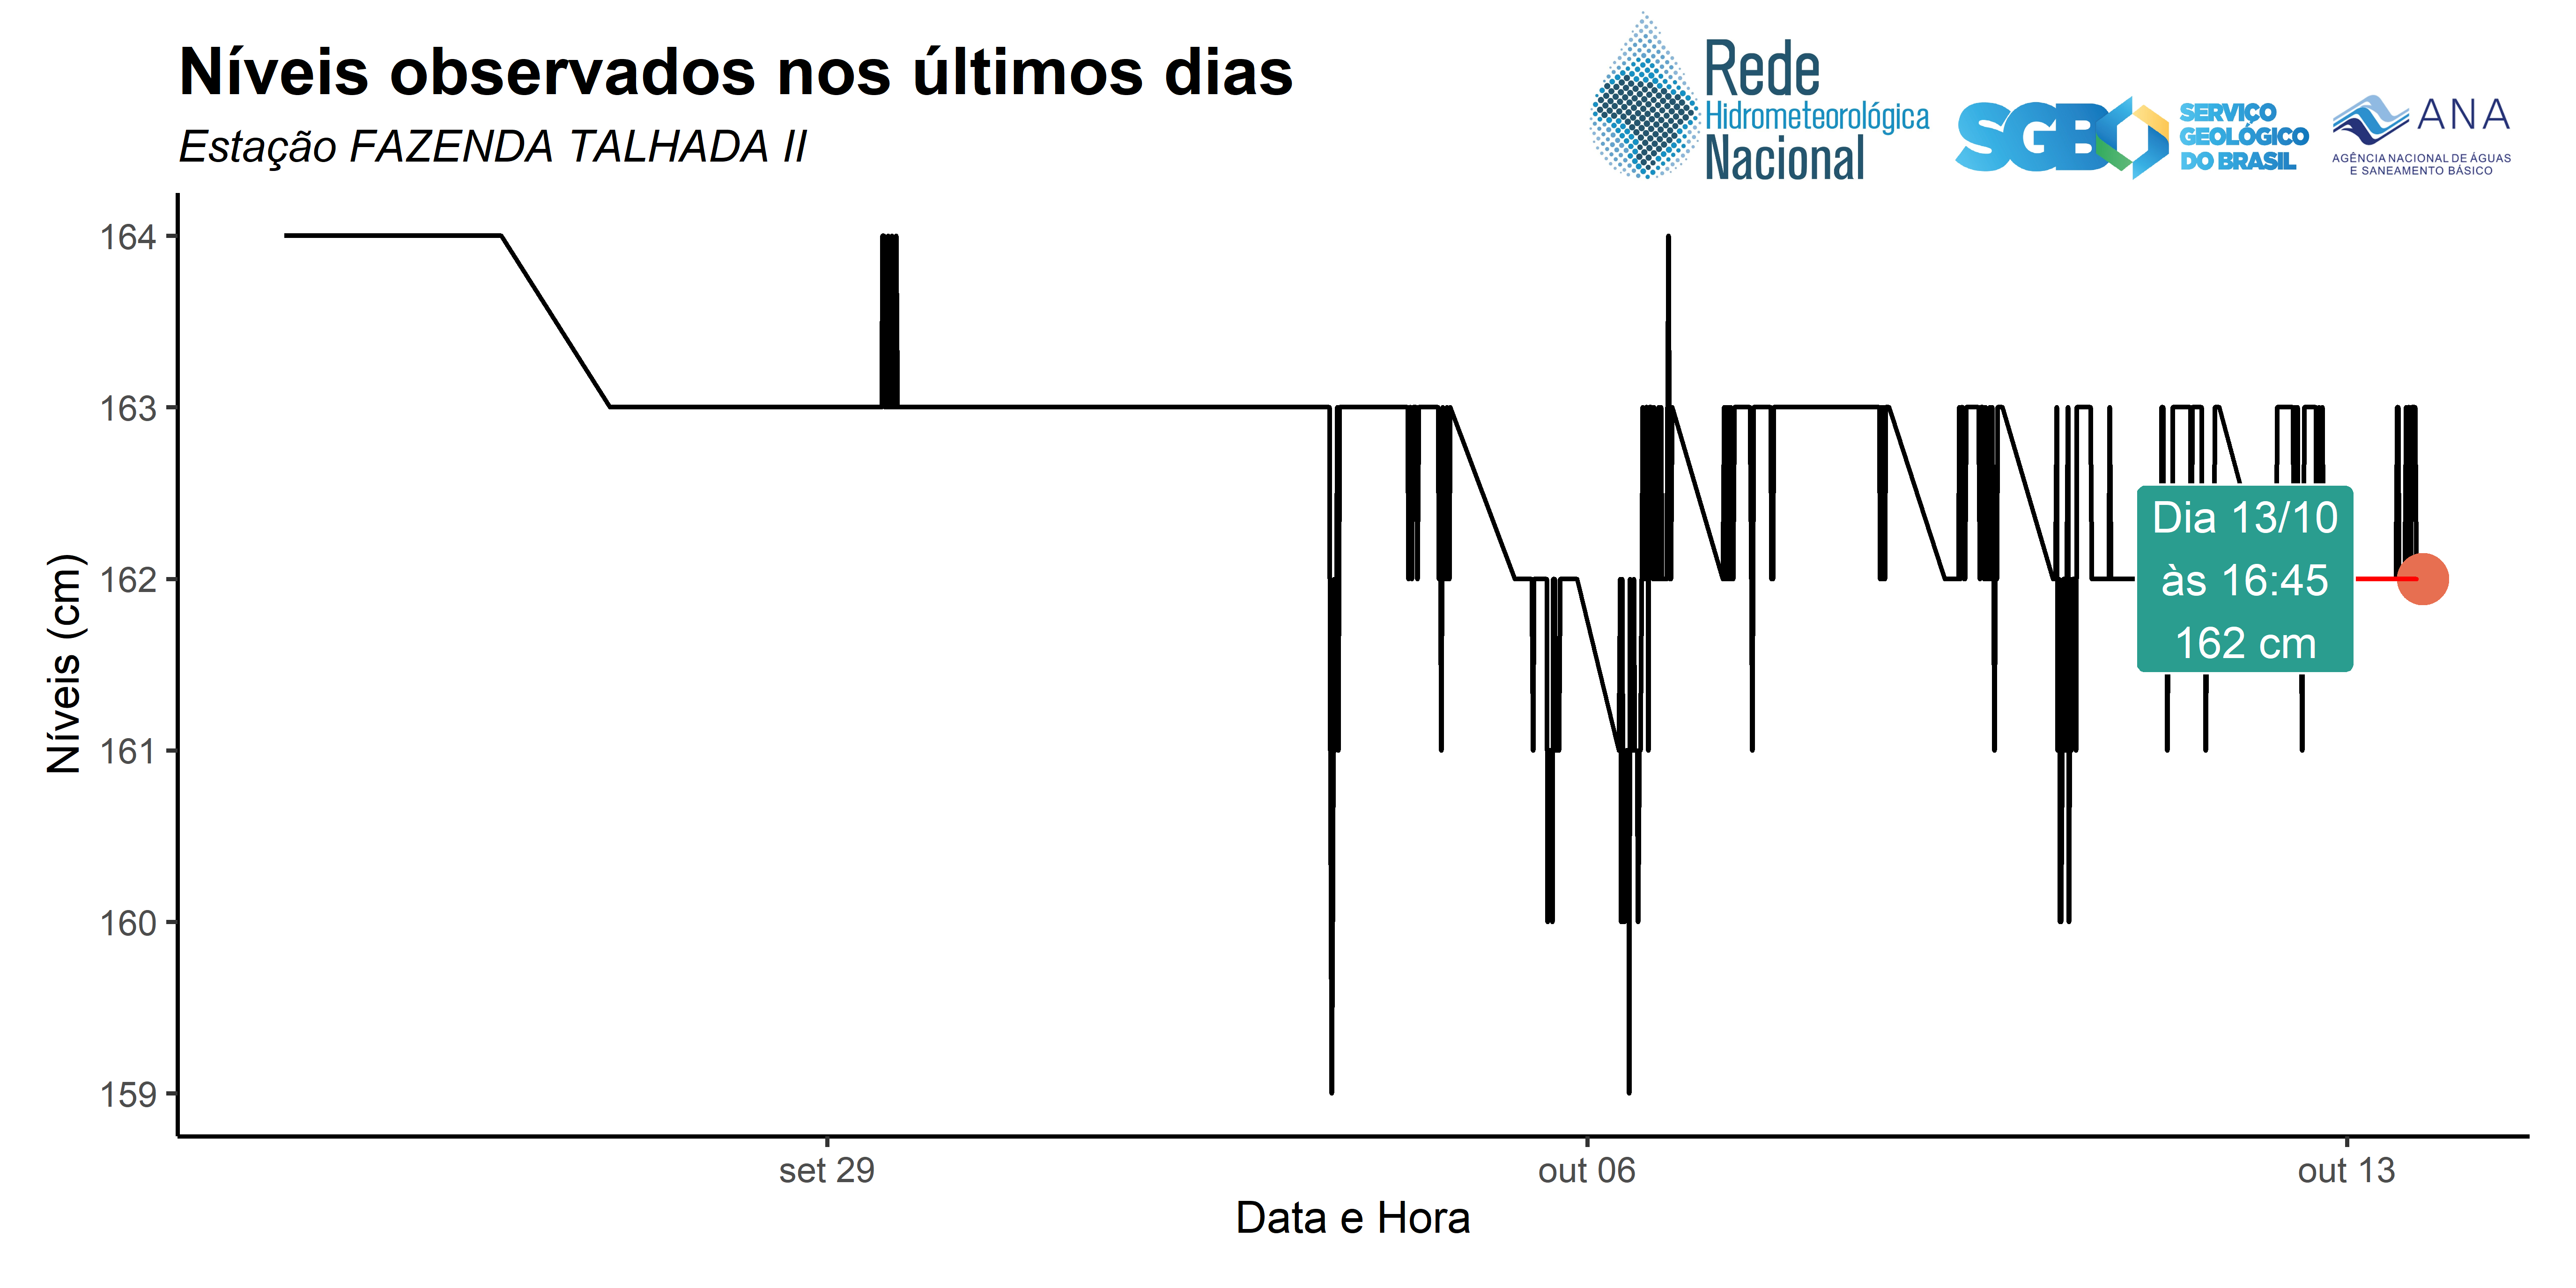 Níveis observados nos últimos dias
Estação FAZENDA TALHADA II
Rede
Hidrometeorológica
Nacional
SGB
SERVIÇO
GEOLÓGICO
DO BRASIL
ANA
AGÊNCIA NACIONAL DE ÁGUAS
E SANEAMENTO BÁSICO
Níveis (cm)
164
163
162
161
160
159
Dia 13/10
às 16:45
162 cm
set 29
out 06
out 13
Data e Hora